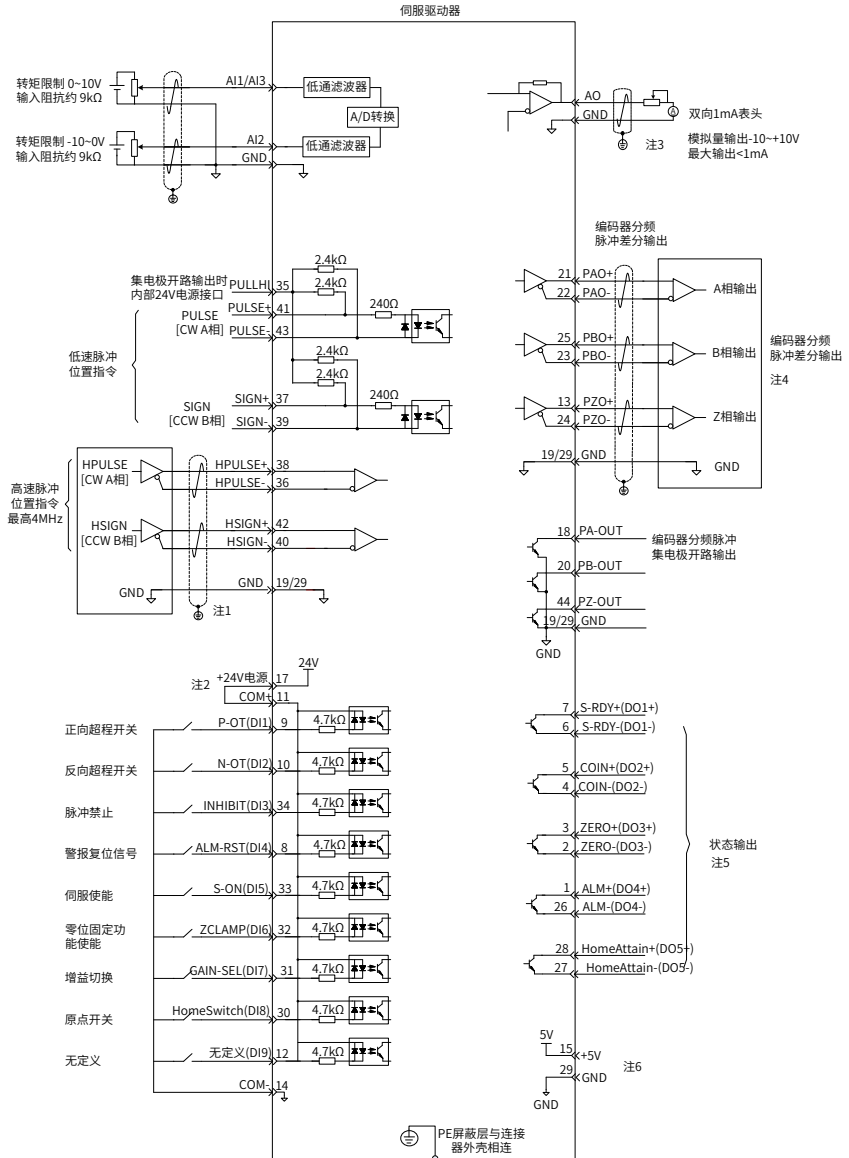 伺服驱动器
转矩限制 0~10V
输入阻抗约 9kΩ
AI1/AI3
低通滤波器
A/D转换
转矩限制 -10~0V
输入阻抗约 9kΩ
AI2
低通滤波器
GND
AO
GND
A
双向1mA表头
注3
模拟量输出-10~+10V
最大输出<1mA
集电极开路输出时
内部24V电源接口
PULLHI 35
2.4kΩ
2.4kΩ
PULSE+ 41
240Ω
PULSE
[CW A相]
PULSE- 43
低速脉冲
位置指令
2.4kΩ
2.4kΩ
SIGN+ 37
240Ω
SIGN
[CCW B相]
SIGN- 39
编码器分频
脉冲差分输出
21 PAO+
22 PAO-
A相输出
25 PBO+
23 PBO-
B相输出
13 PZO+
24 PZO-
Z相输出
19/29 GND
GND
编码器分频
脉冲差分输出
注4
高速脉冲
位置指令
最高4MHz
HPULSE
[CW A相]
HPULSE+ 38
HPULSE- 36
HSIGN
[CCW B相]
HSIGN+ 42
HSIGN- 40
GND
GND 19/29
注1
18 PA-OUT
编码器分频脉冲
集电极开路输出
20 PB-OUT
44 PZ-OUT
19/29 GND
GND
24V
注2
+24V电源 17
COM+ 11
正向超程开关
P-OT(DI1) 9
4.7kΩ
反向超程开关
N-OT(DI2) 10
4.7kΩ
脉冲禁止
INHIBIT(DI3) 34
4.7kΩ
警报复位信号
ALM-RST(DI4) 8
4.7kΩ
伺服使能
S-ON(DI5) 33
4.7kΩ
零位固定功
能使能
ZCLAMP(DI6) 32
4.7kΩ
增益切换
GAIN-SEL(DI7) 31
4.7kΩ
原点开关
HomeSwitch(DI8) 30
4.7kΩ
无定义
无定义(DI9) 12
4.7kΩ
COM- 14
7 S-RDY+(DO1+)
6 S-RDY-(DO1-)
5 COIN+(DO2+)
4 COIN-(DO2-)
3 ZERO+(DO3+)
2 ZERO-(DO3-)
1 ALM+(DO4+)
26 ALM-(DO4-)
28 HomeAttain+(DO5+)
27 HomeAttain-(DO5-)
状态输出
注5
5V
15 +5V
29 GND
GND
注6
PE屏蔽层与连接
器外壳相连